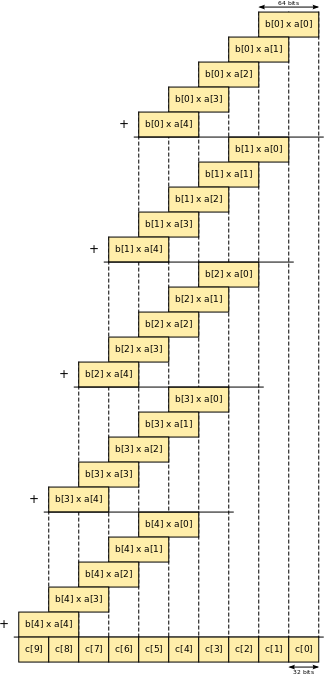 64 bits
b[0] x a[0]
b[0] x a[1]
b[0] x a[2]
b[0] x a[3]
+ b[0] x a[4]
b[1] x a[0]
b[1] x a[1]
b[1] x a[2]
b[1] x a[3]
+ b[1] x a[4]
b[2] x a[0]
b[2] x a[1]
b[2] x a[2]
b[2] x a[3]
+ b[2] x a[4]
b[3] x a[0]
b[3] x a[1]
b[3] x a[2]
b[3] x a[3]
+ b[3] x a[4]
b[4] x a[0]
b[4] x a[1]
b[4] x a[2]
b[4] x a[3]
+ b[4] x a[4]
c[9] c[8] c[7] c[6] c[5] c[4] c[3] c[2] c[1] c[0]
32 bits